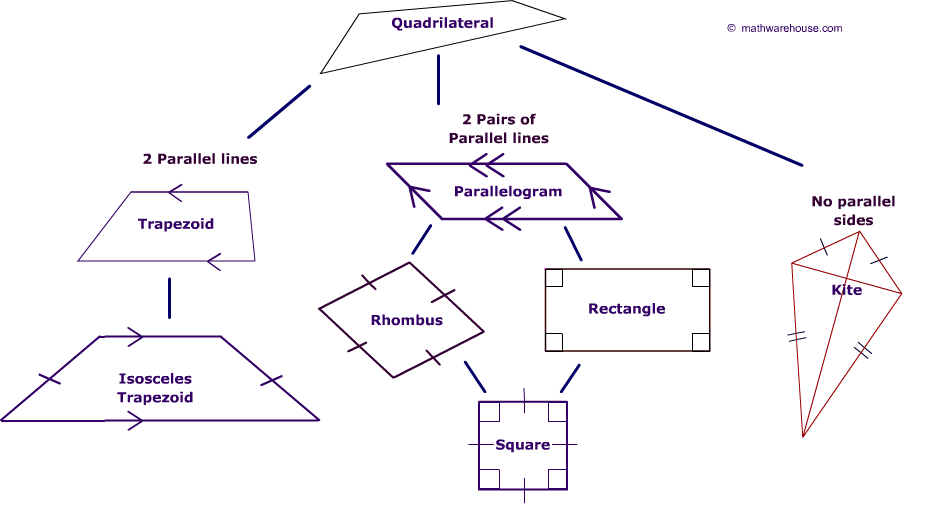 Quadrilateral
© mathwarehouse.com
2 Pairs of
Parallel lines
2 Parallel lines
Parallelogram
No parallel
sides
Trapezoid
Kite
Rhombus
Rectangle
Isosceles
Trapezoid
Square